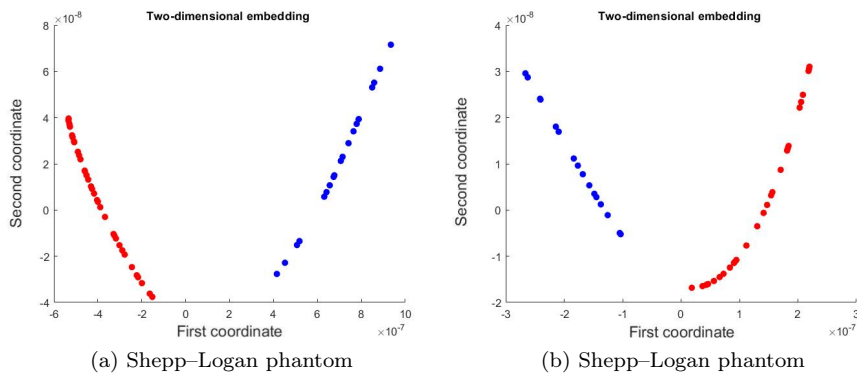 Two-dimensional embedding
×10⁻⁸
8
6
4
2
0
-2
-4
Second coordinate
-6 -4 -2 0 2 4 6 8 10
First coordinate
×10⁻⁷
(a) Shepp–Logan phantom
Two-dimensional embedding
×10⁻⁸
4
3
2
1
0
-1
-2
Second coordinate
-3 -2 -1 0 1 2 3
First coordinate
×10⁻⁷
(b) Shepp–Logan phantom